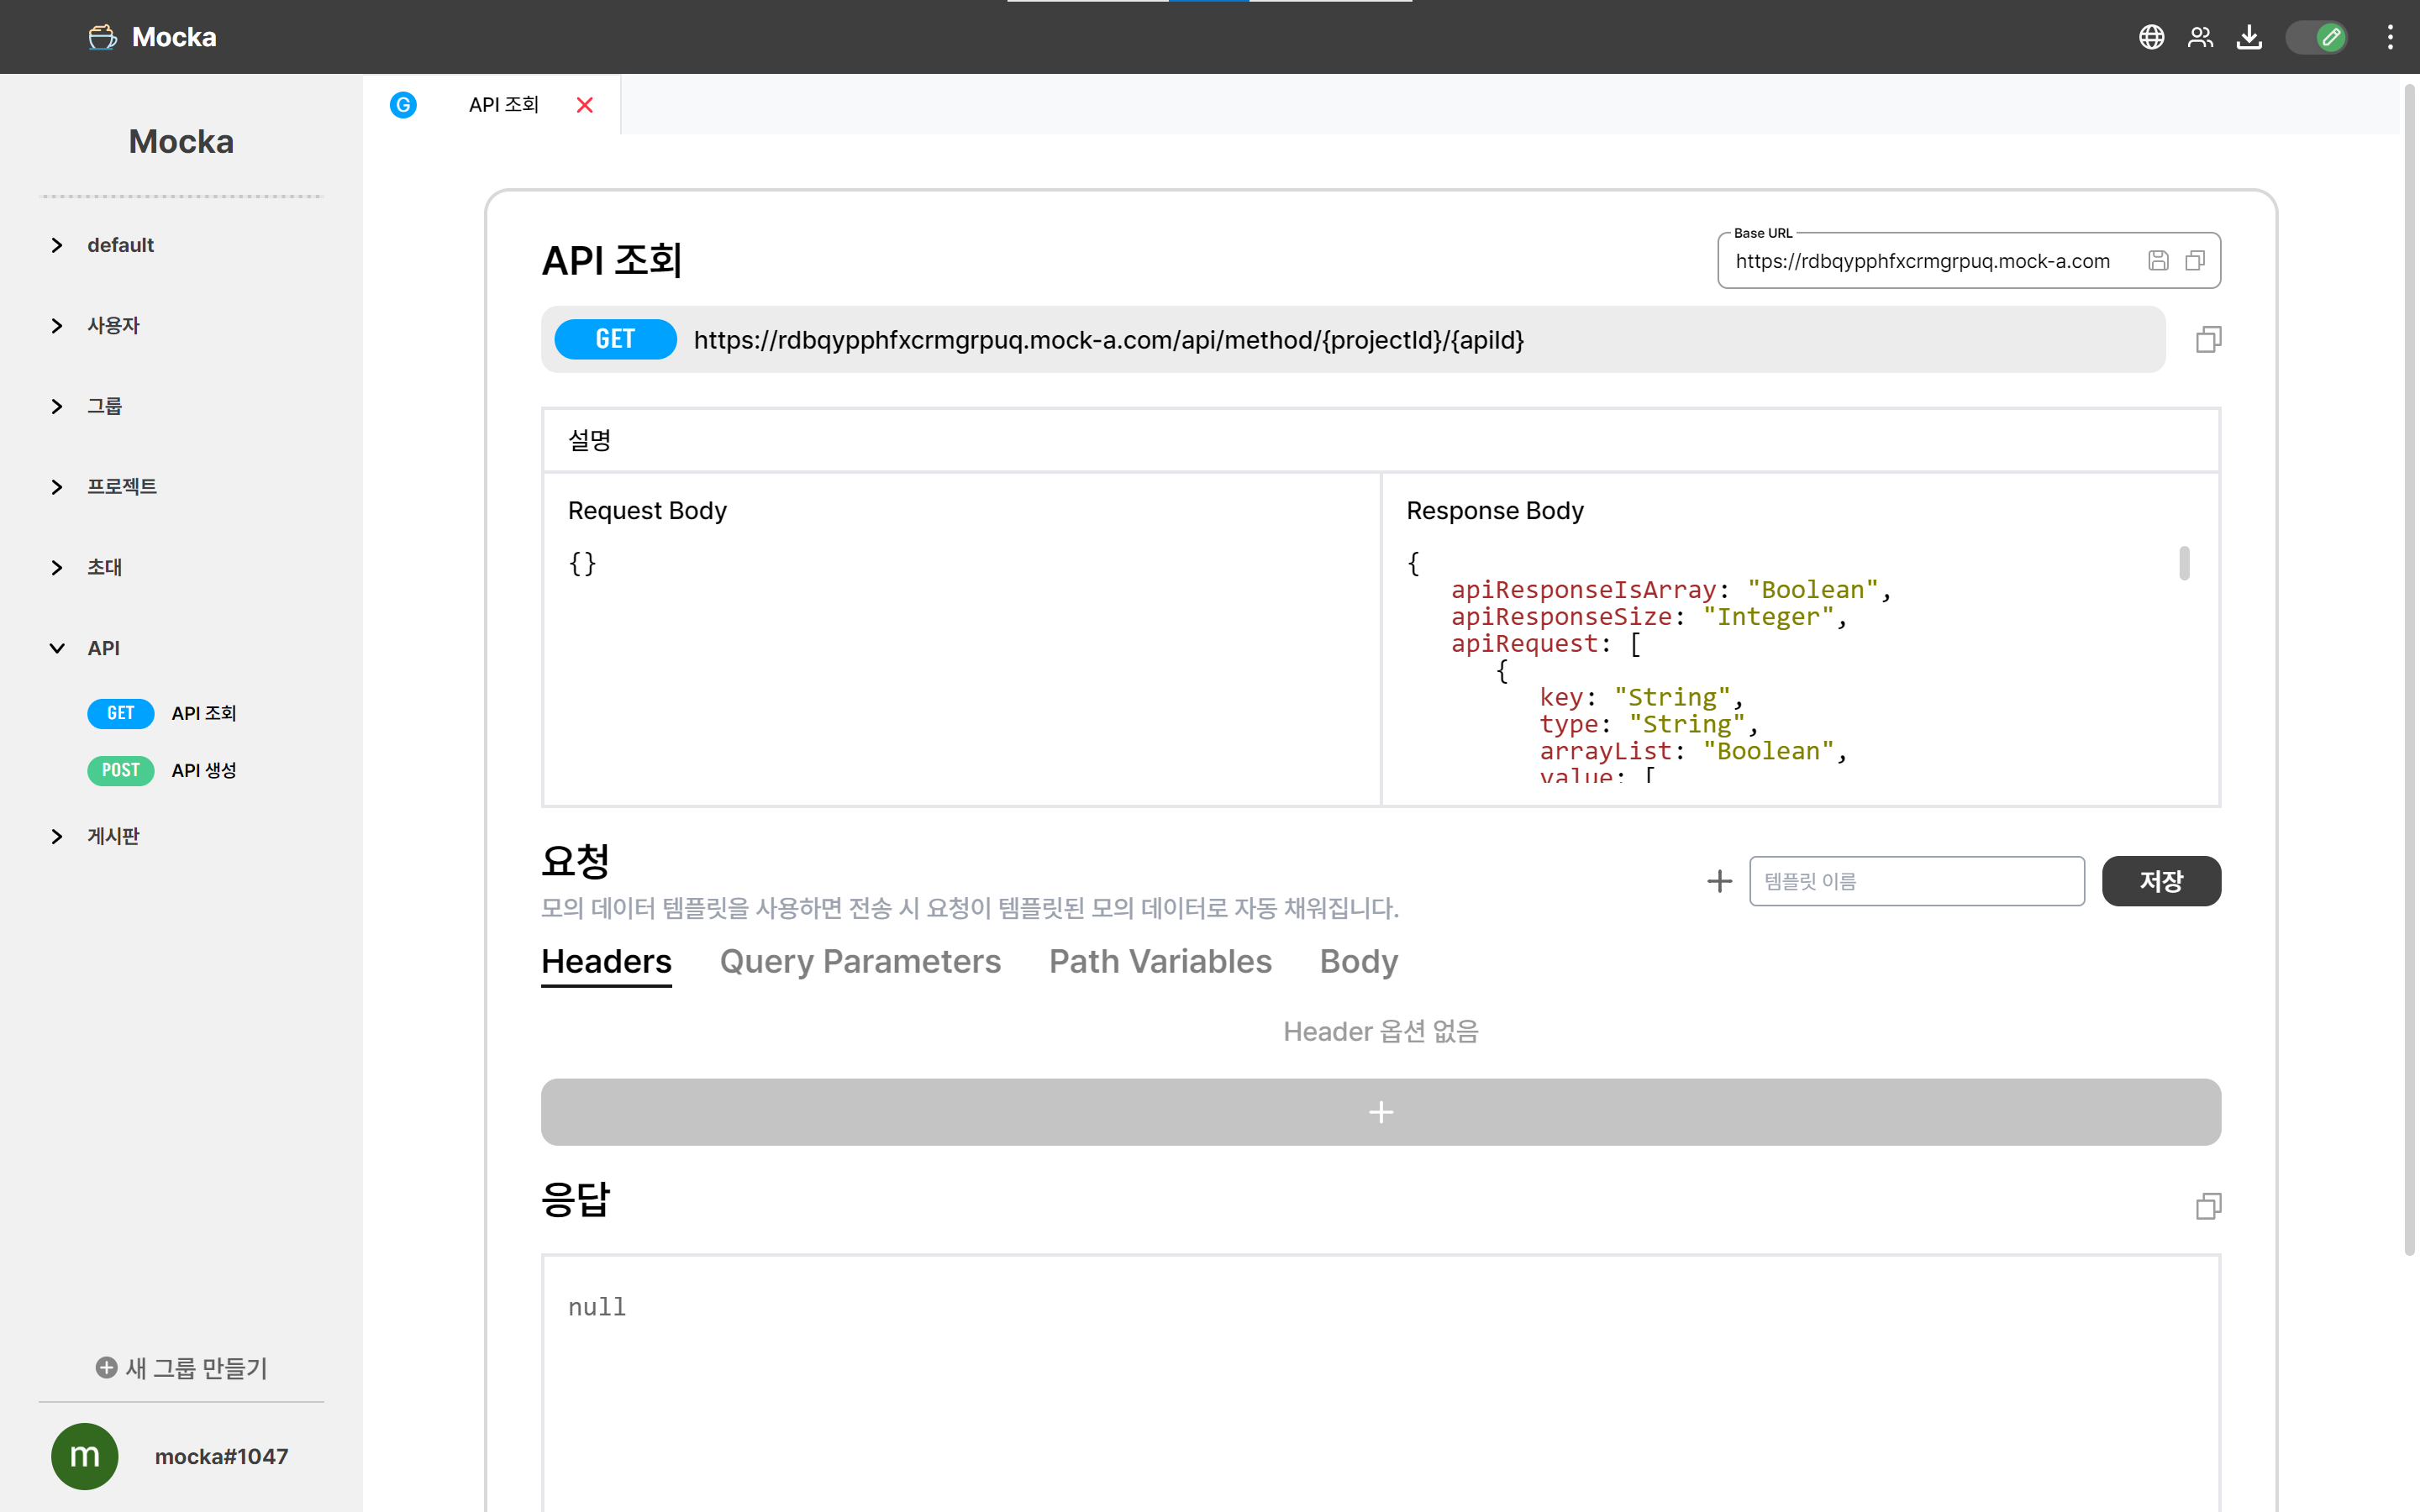 Mocka
Mocka
default
사용자
그룹
프로젝트
초대
API
GET API 조회
POST API 생성
게시판
새 그룹 만들기
m mocka#1047
G API 조회
API 조회
Base URL
https://rdbqypphfxcrmgrpuq.mock-a.com
GET https://rdbqypphfxcrmgrpuq.mock-a.com/api/method/{projectId}/{apiId}
설명
Request Body
{}
Response Body
{
apiResponseIsArray: "Boolean",
apiResponseSize: "Integer",
apiRequest: [
{
key: "String",
type: "String",
arrayList: "Boolean",
value: [
요청
모의 데이터 템플릿을 사용하면 전송 시 요청이 템플릿된 모의 데이터로 자동 채워집니다.
템플릿 이름
저장
Headers Query Parameters Path Variables Body
Header 옵션 없음
응답
null